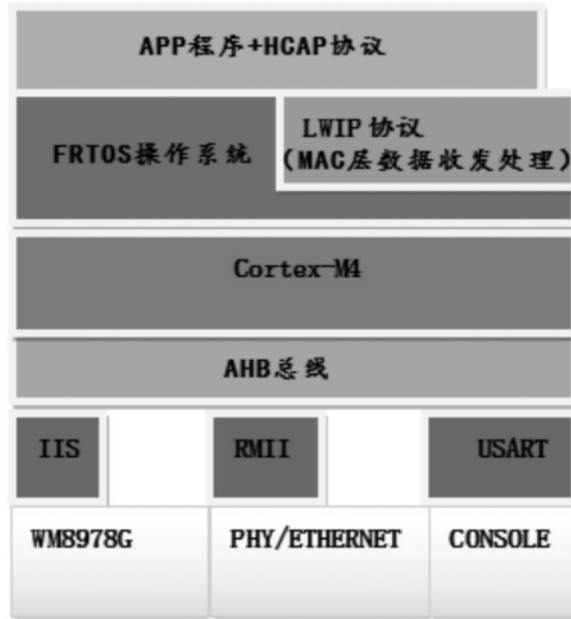 APP程序+HCAP协议
FRTOS操作系统
LWIP 协议
(MAC层数据收发处理)
Cortex-M4
AHB总线
IIS
RMII
USART
WM8978G
PHY/ETHERNET
CONSOLE